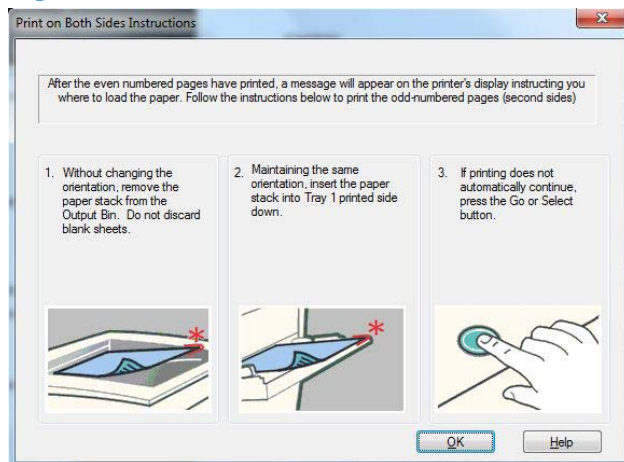 Print on Both Sides Instructions
After the even numbered pages have printed, a message will appear on the printer's display instructing you
where to load the paper. Follow the instructions below to print the odd-numbered pages (second sides)
1. Without changing the
orientation, remove the
paper stack from the
Output Bin. Do not discard
blank sheets.
2. Maintaining the same
orientation, insert the paper
stack into Tray 1 printed side
down.
3. If printing does not
automatically continue,
press the Go or Select
button.
OK
Help